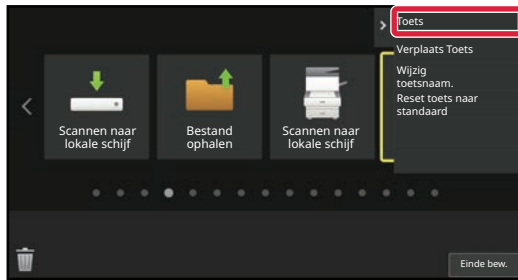 Toets
Verplaats Toets
Wijzig
toetsnaam.
Reset toets naar
standaard
Scannen naar
lokale schijf
Bestand
ophalen
Scannen naar
lokale schijf
Einde bew.